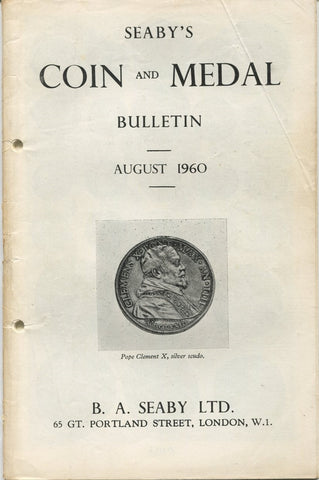 SEABY'S
COIN AND MEDAL
BULLETIN
AUGUST 1960
Pope Clement X, silver scudo.
B. A. SEABY LTD.
65 GT. PORTLAND STREET, LONDON, W.1.